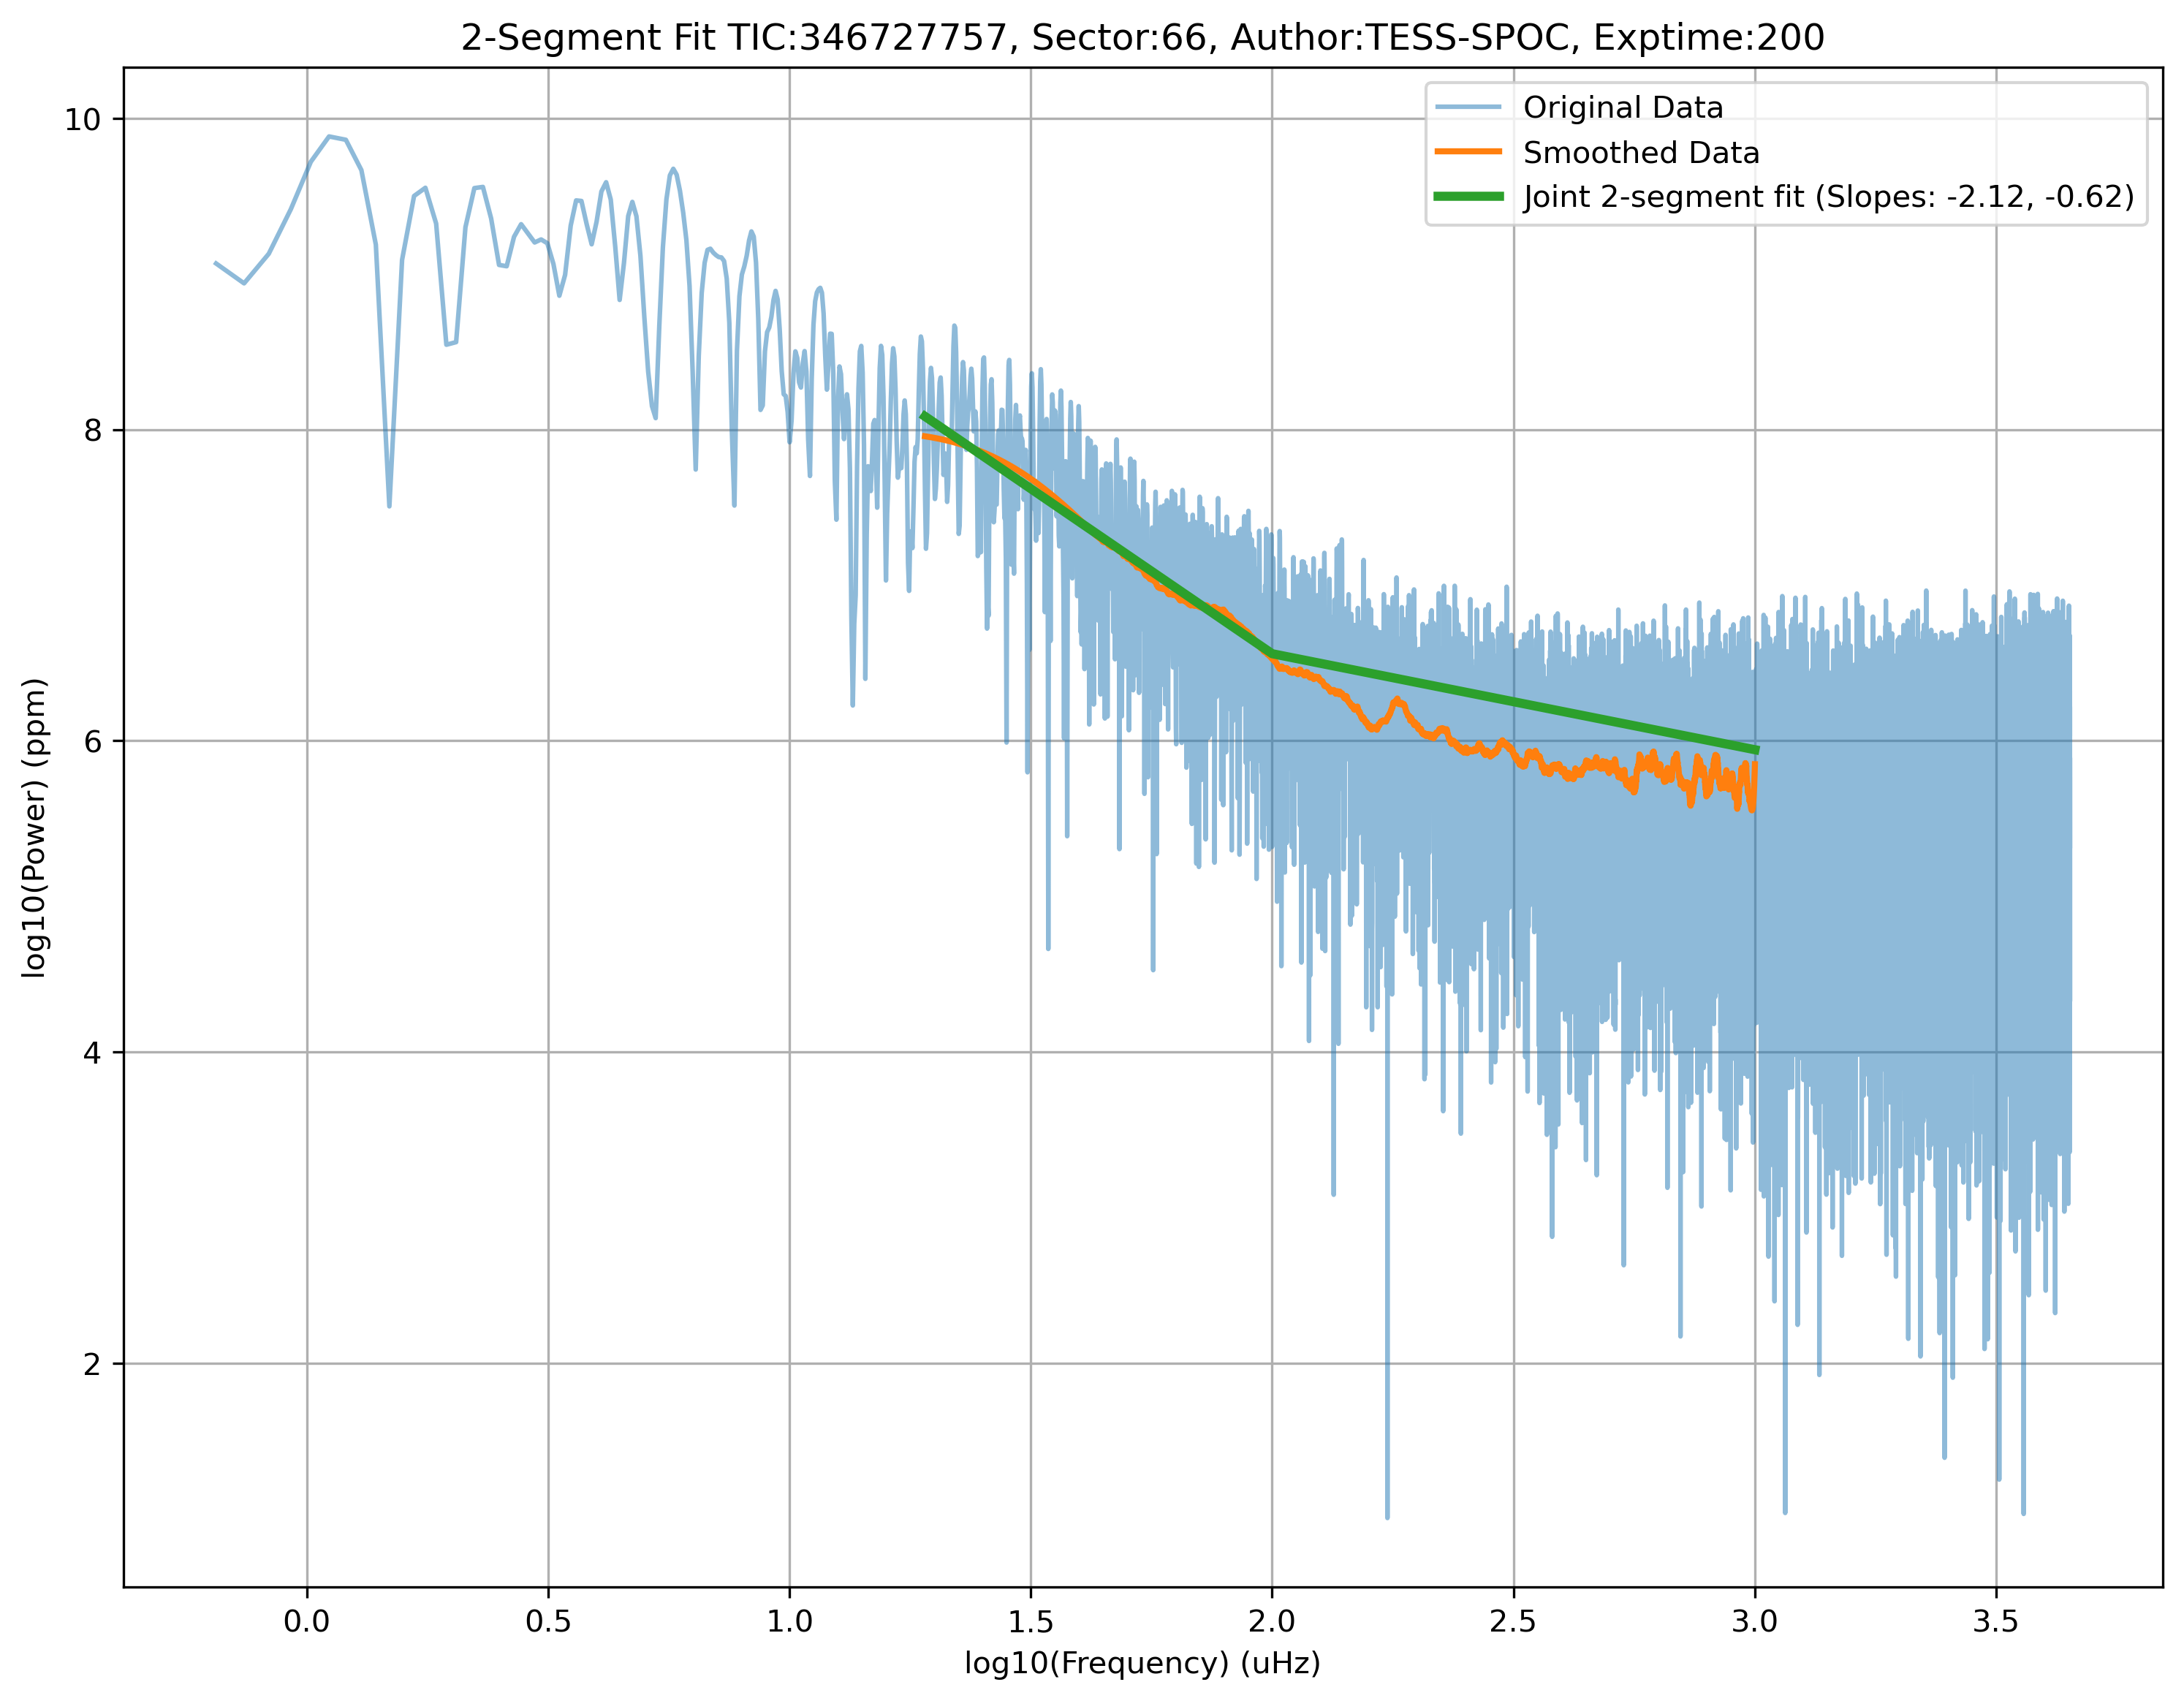 2-Segment Fit TIC:346727757, Sector:66, Author:TESS-SPOC, Exptime:200
Original Data
Smoothed Data
Joint 2-segment fit (Slopes: -2.12, -0.62)
log10(Power) (ppm)
10
8
6
4
2
0.0 0.5 1.0 1.5 2.0 2.5 3.0 3.5
log10(Frequency) (uHz)